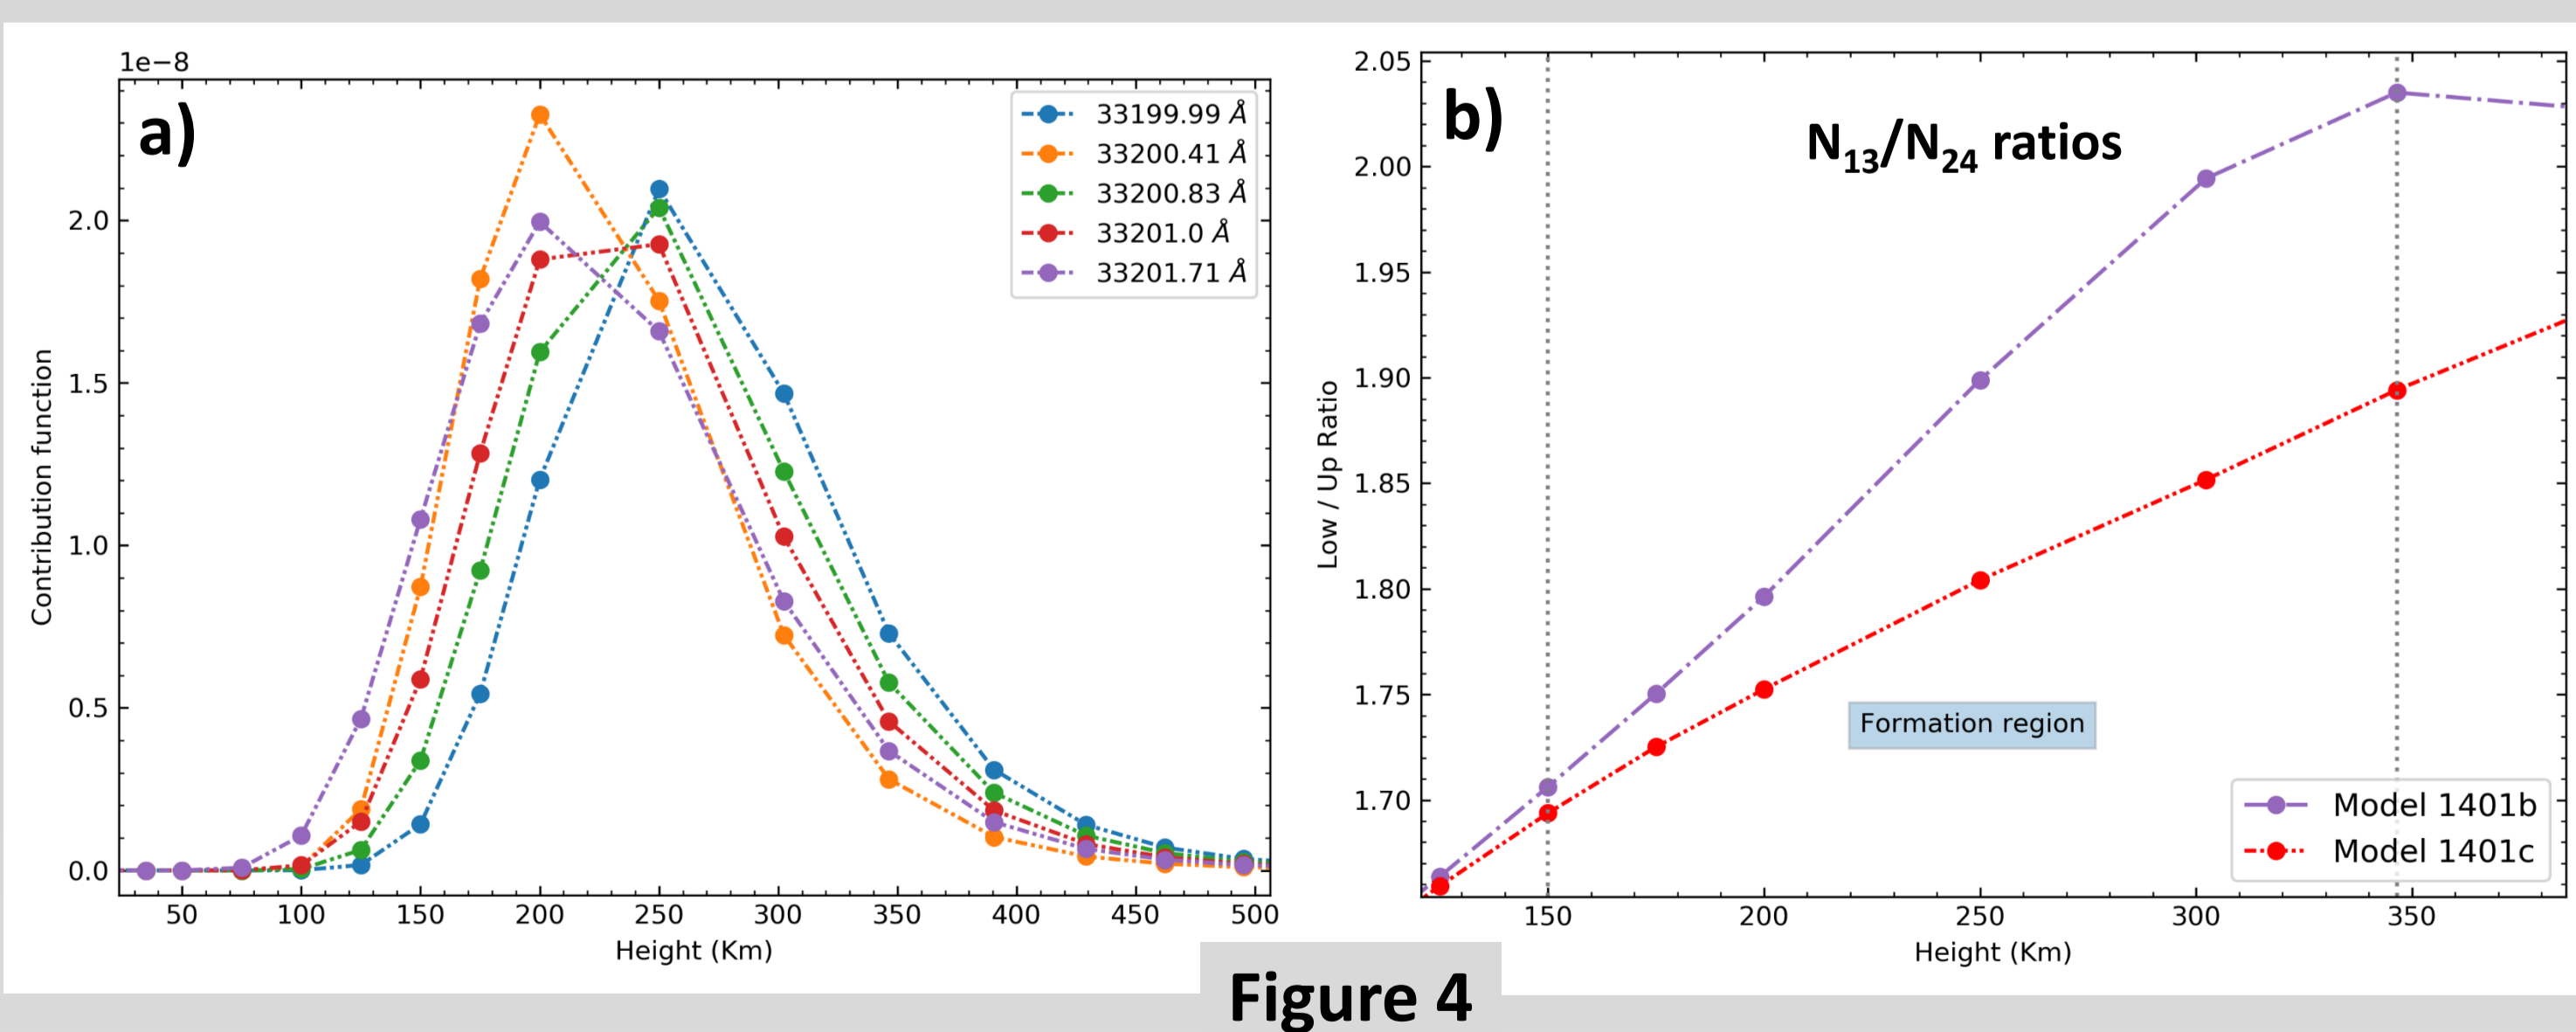 1e−8
a)
33199.99 Å
33200.41 Å
33200.83 Å
33201.0 Å
33201.71 Å
2.0
1.5
1.0
0.5
0.0
Contribution function
50 100 150 200 250 300 350 400 450 500
Height (Km)
b)
N13/N24 ratios
2.05
2.00
1.95
1.90
1.85
1.80
1.75
1.70
Low / Up Ratio
Formation region
Model 1401b
Model 1401c
150 200 250 300 350
Height (Km)
Figure 4